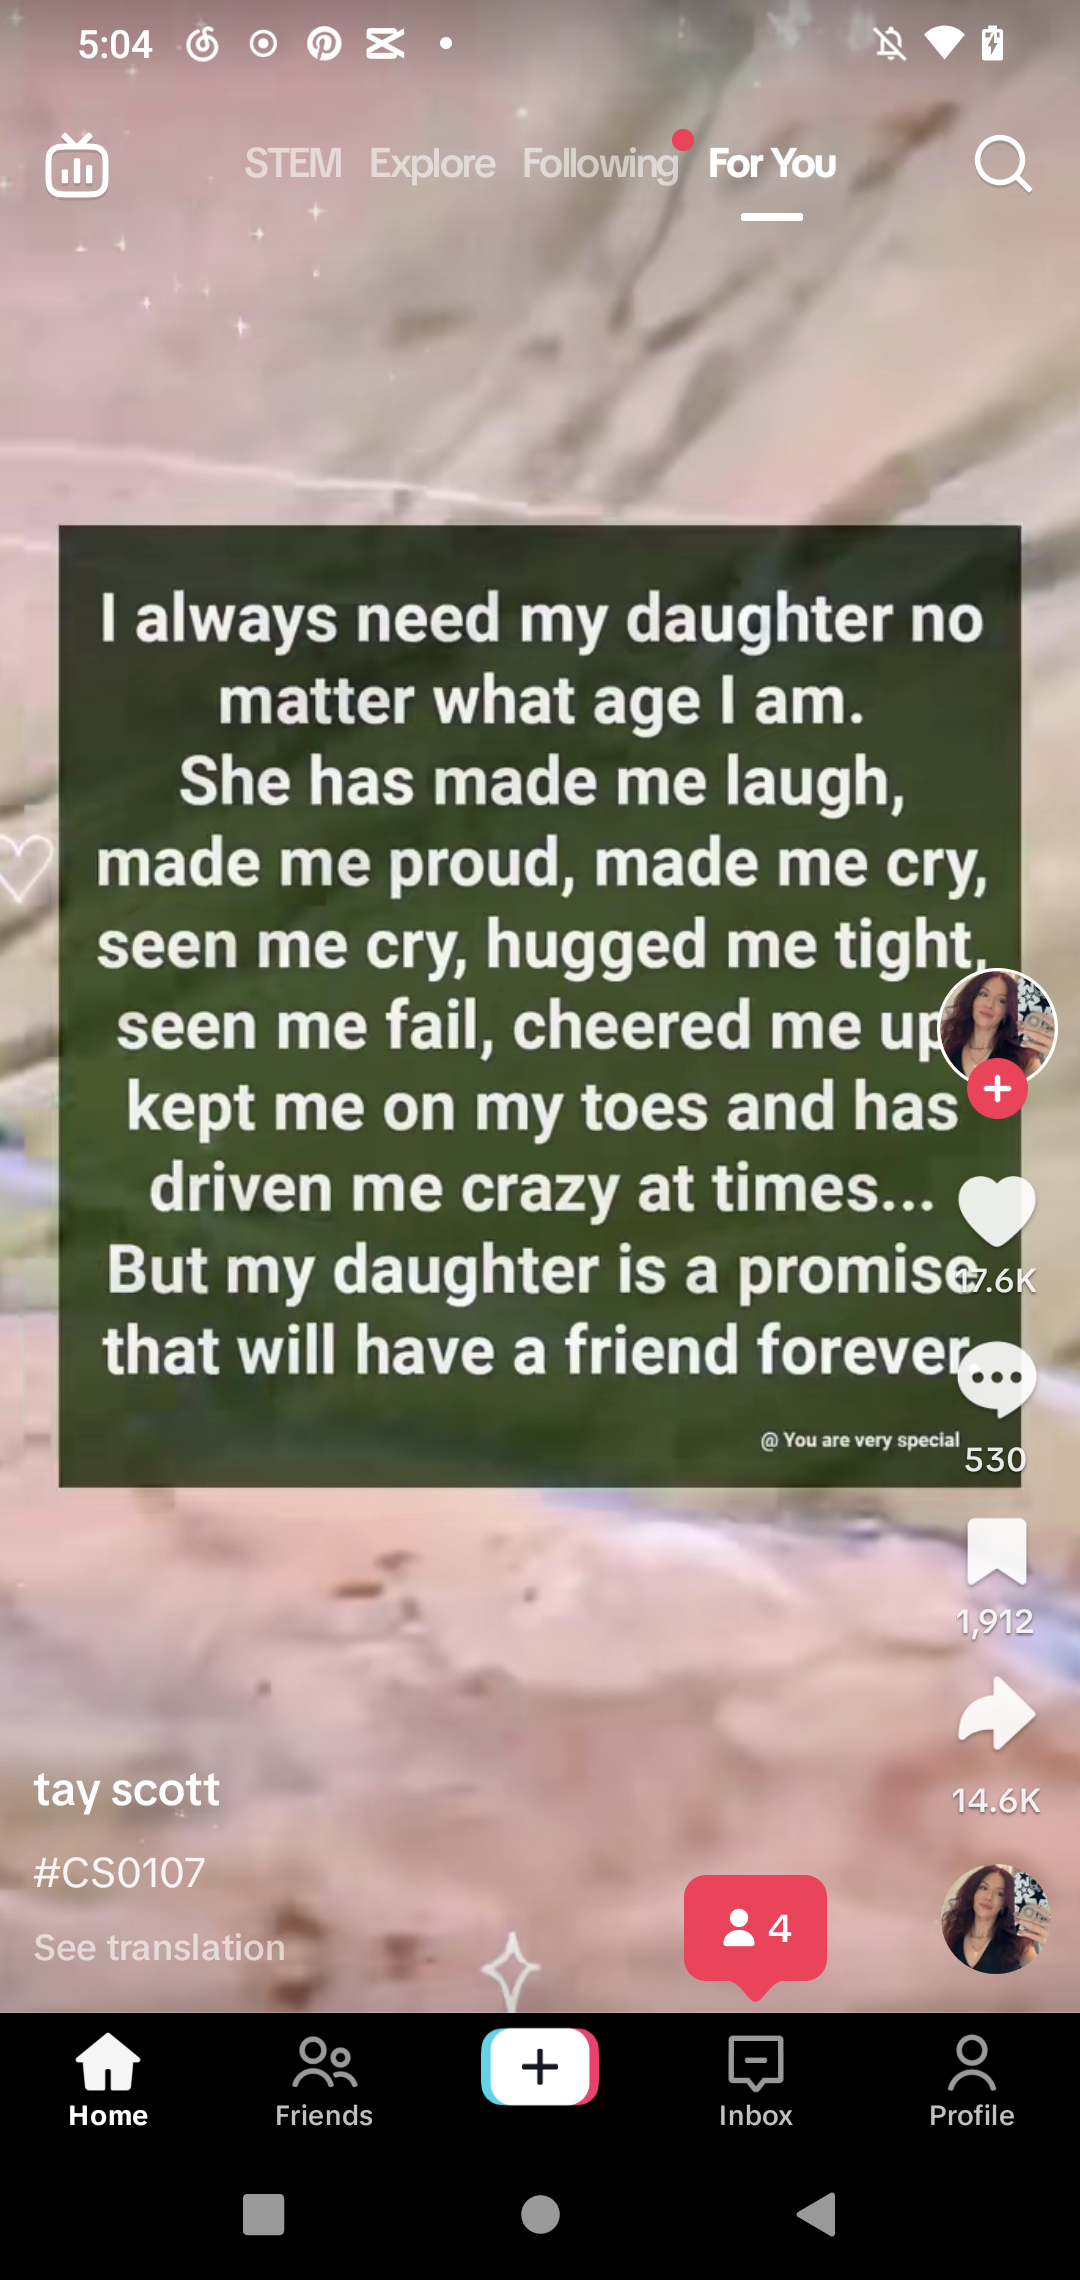 5:04
STEM Explore Following For You
I always need my daughter no
matter what age I am.
She has made me laugh,
made me proud, made me cry,
seen me cry, hugged me tight,
seen me fail, cheered me up
kept me on my toes and has
driven me crazy at times...
But my daughter is a promise
that will have a friend forever.
@ You are very special
17.6K
530
1,912
14.6K
tay scott
#CS0107
See translation
4
Home Friends Inbox Profile